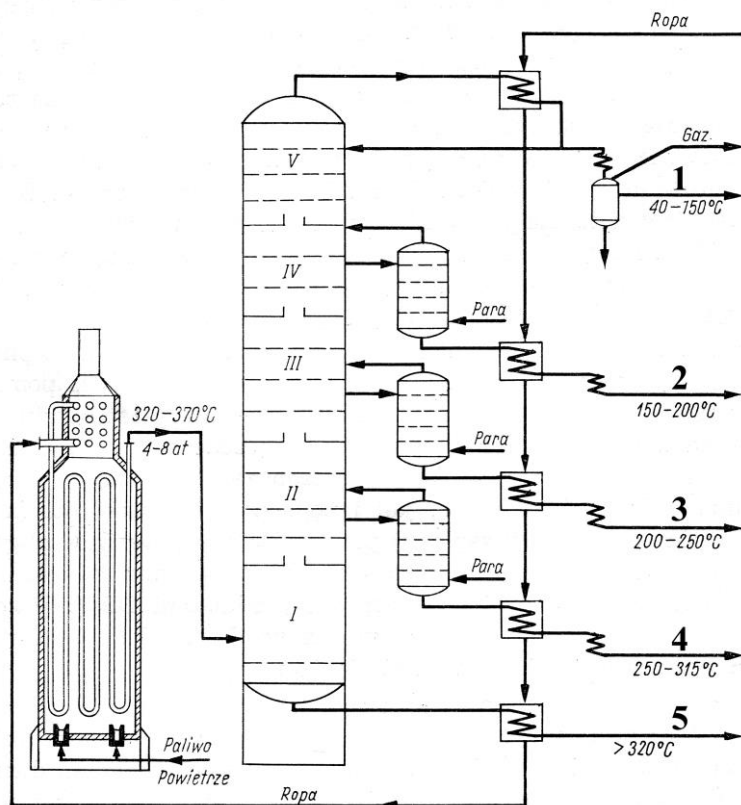 Ropa
Gaz
1
40–150°C
V
IV
Para
III
320–370°C
4–8 at
2
150–200°C
Para
II
3
200–250°C
Para
I
4
250–315°C
5
>320°C
Paliwo
Powietrze
Ropa